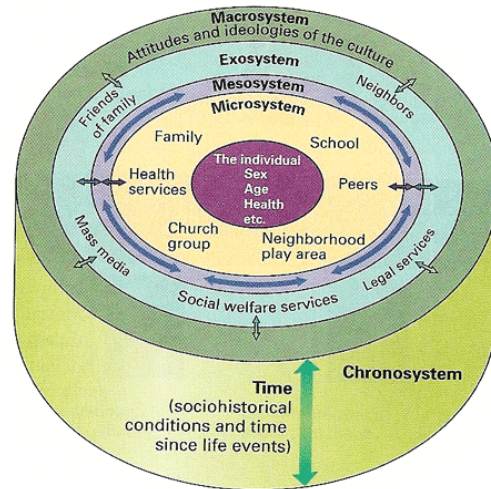 Macrosystem
Attitudes and ideologies of the culture
Exosystem
Mesosystem
Microsystem
Friends
of family
Neighbors
Family
School
The individual
Sex
Age
Health
etc.
Health
services
Peers
Church
group
Neighborhood
play area
Mass media
Legal services
Social welfare services
Time
(sociohistorical
conditions and time
since life events)
Chronosystem